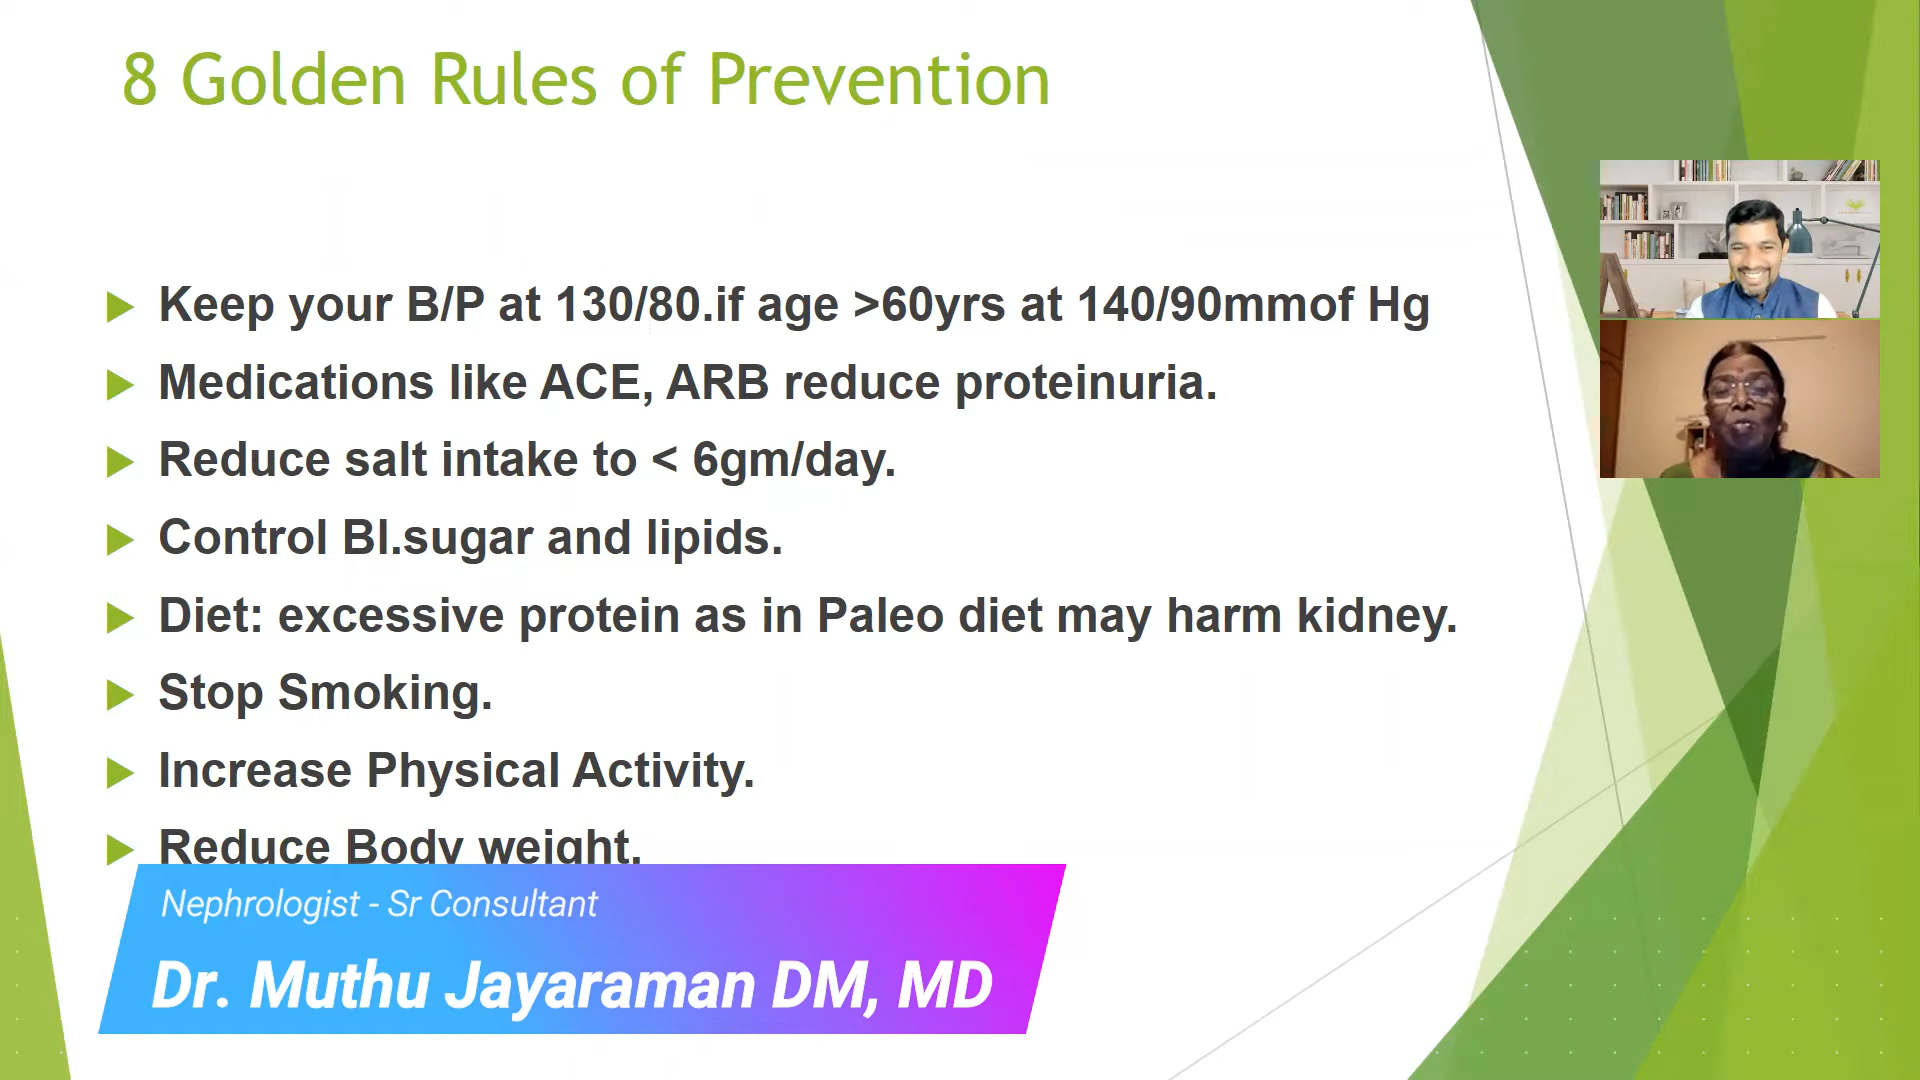 8 Golden Rules of Prevention
Keep your B/P at 130/80.if age >60yrs at 140/90mmof Hg
Medications like ACE, ARB reduce proteinuria.
Reduce salt intake to < 6gm/day.
Control Bl.sugar and lipids.
Diet: excessive protein as in Paleo diet may harm kidney.
Stop Smoking.
Increase Physical Activity.
Reduce Body weight.
Nephrologist - Sr Consultant
Dr. Muthu Jayaraman DM, MD